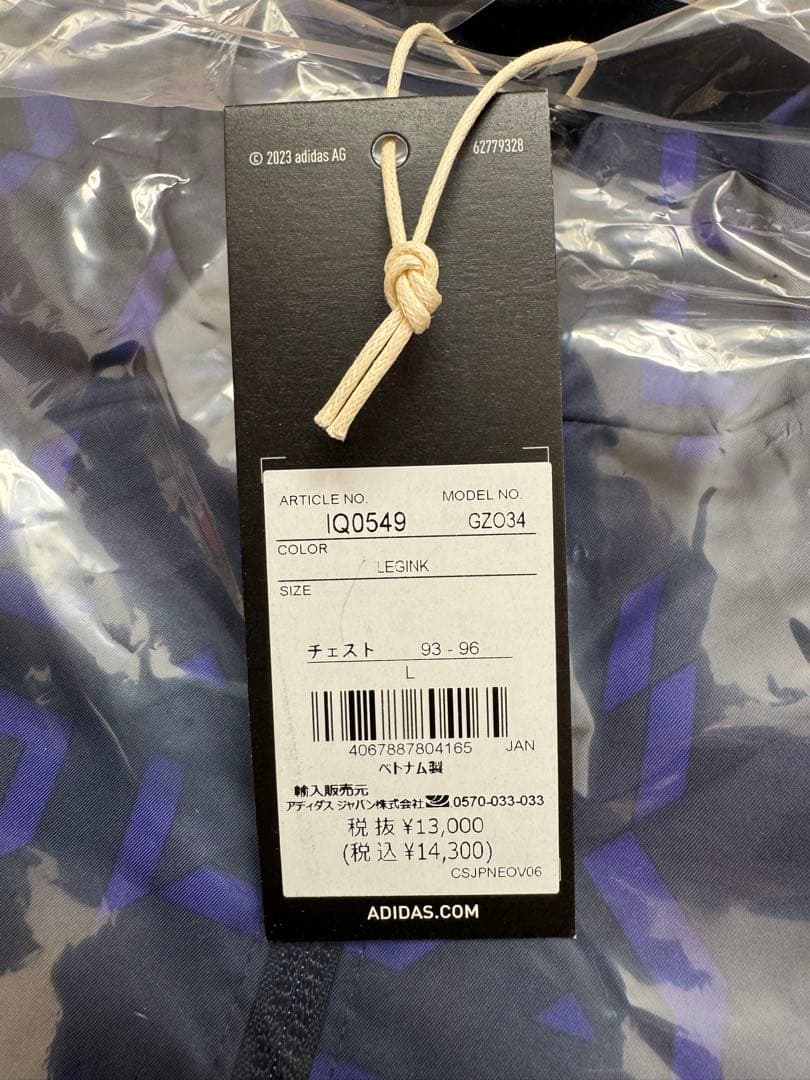 © 2023 adidas AG 62779328
ARTICLE NO. MODEL NO.
IQ0549 GZO34
COLOR
LEGINK
SIZE
チェスト 93 - 96
L
4067887804165 JAN
ベトナム製
輸入販売元
アディダス ジャパン株式会社 0570-033-033
税抜 ¥13,000
(税込 ¥14,300)
CSJPNEOV06
ADIDAS.COM